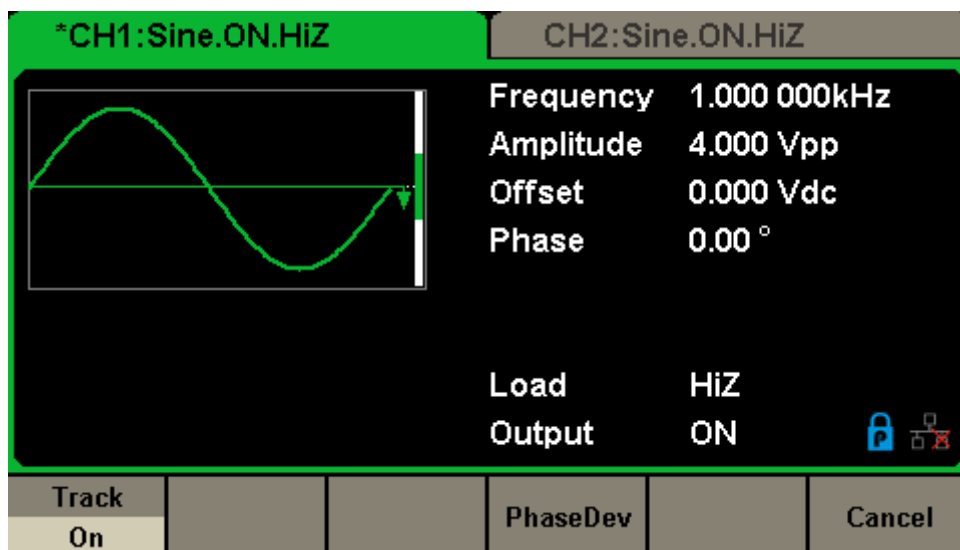 *CH1:Sine.ON.HiZ CH2:Sine.ON.HiZ
Frequency 1.000 000kHz
Amplitude 4.000 Vpp
Offset 0.000 Vdc
Phase 0.00 °
Load HiZ
Output ON
P
Track
On
PhaseDev
Cancel